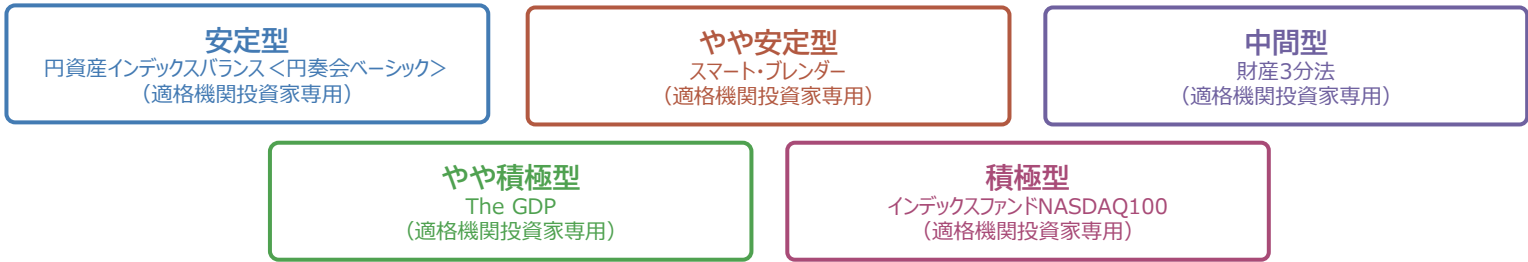 安定型
円資産インデックスバランス＜円奏会ベーシック＞
（適格機関投資家専用）
やや安定型
スマート・ブレンダー
（適格機関投資家専用）
中間型
財産3分法
（適格機関投資家専用）
やや積極型
The GDP
（適格機関投資家専用）
積極型
インデックスファンドNASDAQ100
（適格機関投資家専用）